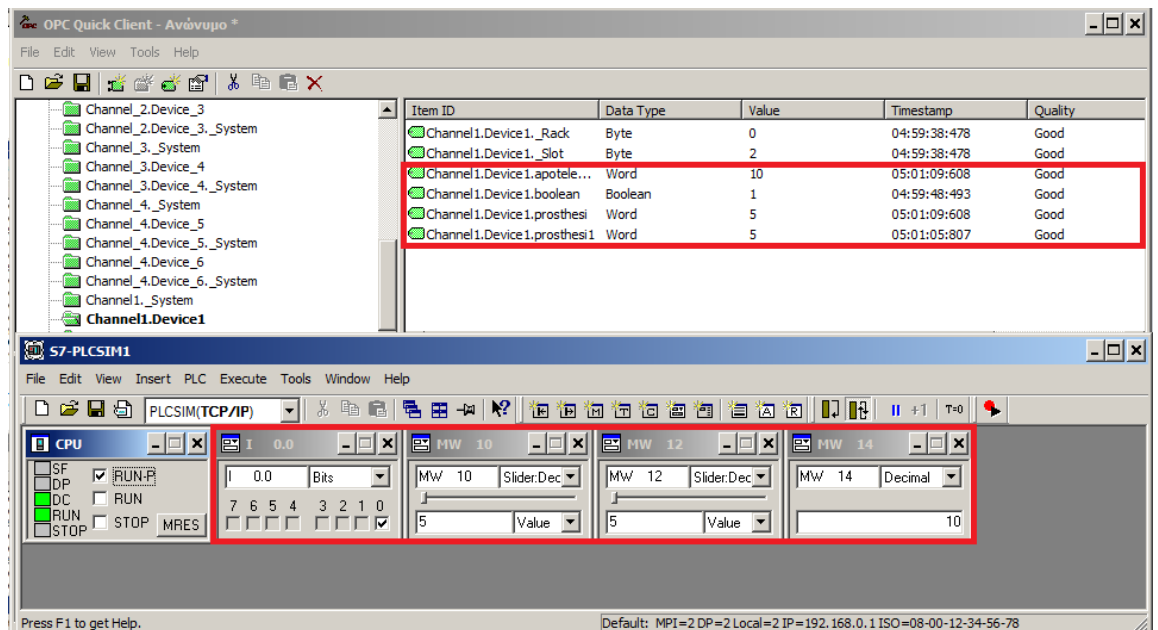 OPC Quick Client - Ανώνυμο *
File Edit View Tools Help
Channel_2.Device_3
Channel_2.Device_3._System
Channel_3._System
Channel_3.Device_4
Channel_3.Device_4._System
Channel_4._System
Channel_4.Device_5
Channel_4.Device_5._System
Channel_4.Device_6
Channel_4.Device_6._System
Channel1._System
Channel1.Device1
Item ID Data Type Value Timestamp Quality
Channel1.Device1._Rack Byte 0 04:59:38:478 Good
Channel1.Device1._Slot Byte 2 04:59:38:478 Good
Channel1.Device1.apotele... Word 10 05:01:09:608 Good
Channel1.Device1.boolean Boolean 1 04:59:48:493 Good
Channel1.Device1.prosthesi Word 5 05:01:09:608 Good
Channel1.Device1.prosthesi1 Word 5 05:01:05:807 Good
S7-PLCSIM1
File Edit View Insert PLC Execute Tools Window Help
PLCSIM(TCP/IP) +1 T=0
CPU
SF
DP
DC
RUN
STOP
RUN-P
RUN
STOP MRES
I 0.0
I 0.0 Bits
7 6 5 4 3 2 1 0
MW 10
MW 10 Slider:Dec
5 Value
MW 12
MW 12 Slider:Dec
5 Value
MW 14
MW 14 Decimal
10
Press F1 to get Help. Default: MPI=2 DP=2 Local=2 IP=192.168.0.1 ISO=08-00-12-34-56-78